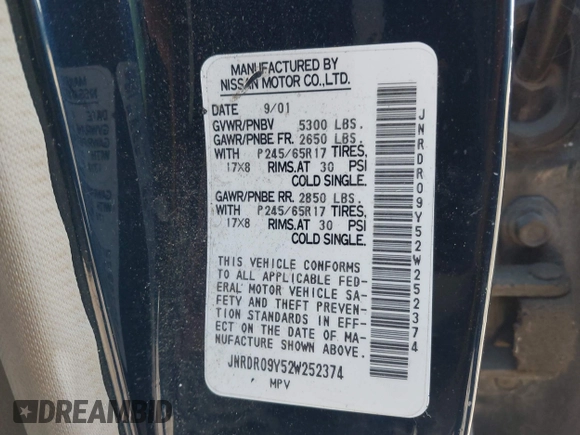 MANUFACTURED BY
NISSAN MOTOR CO.,LTD.
DATE 9/01
GVWR/PNBV 5300 LBS.
GAWR/PNBE FR. 2650 LBS.
WITH P245/65R17 TIRES,
17X8 RIMS.AT 30 PSI
COLD SINGLE.
GAWR/PNBE RR. 2850 LBS.
WITH P245/65R17 TIRES,
17X8 RIMS.AT 30 PSI
COLD SINGLE.
THIS VEHICLE CONFORMS
TO ALL APPLICABLE FED-
ERAL MOTOR VEHICLE SA-
FETY AND THEFT PREVEN-
TION STANDARDS IN EFF-
ECT ON THE DATE OF MA-
NUFACTURE SHOWN ABOVE.
JNRDR09Y52W252374
MPV
JNRDR09Y52W252374
DREAMBID